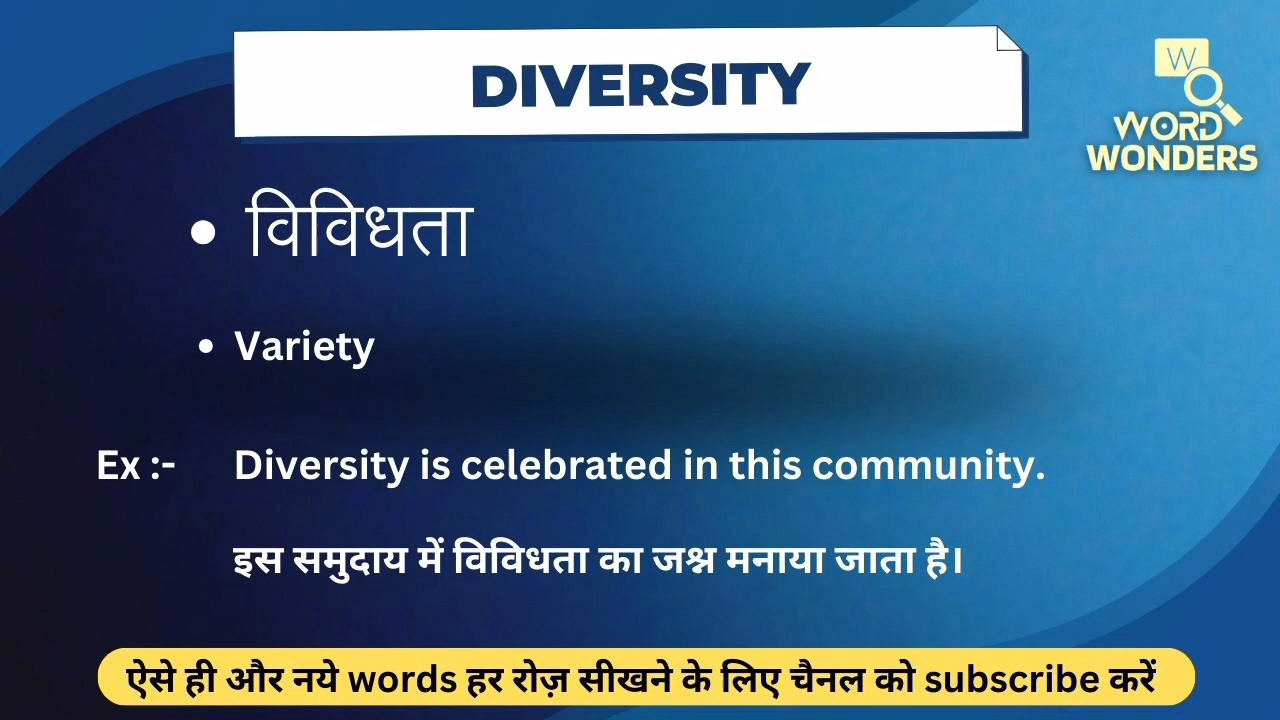 DIVERSITY
W
WORD
WONDERS
• विविधता
• Variety
Ex :- Diversity is celebrated in this community.
इस समुदाय में विविधता का जश्न मनाया जाता है।
ऐसे ही और नये words हर रोज़ सीखने के लिए चैनल को subscribe करें